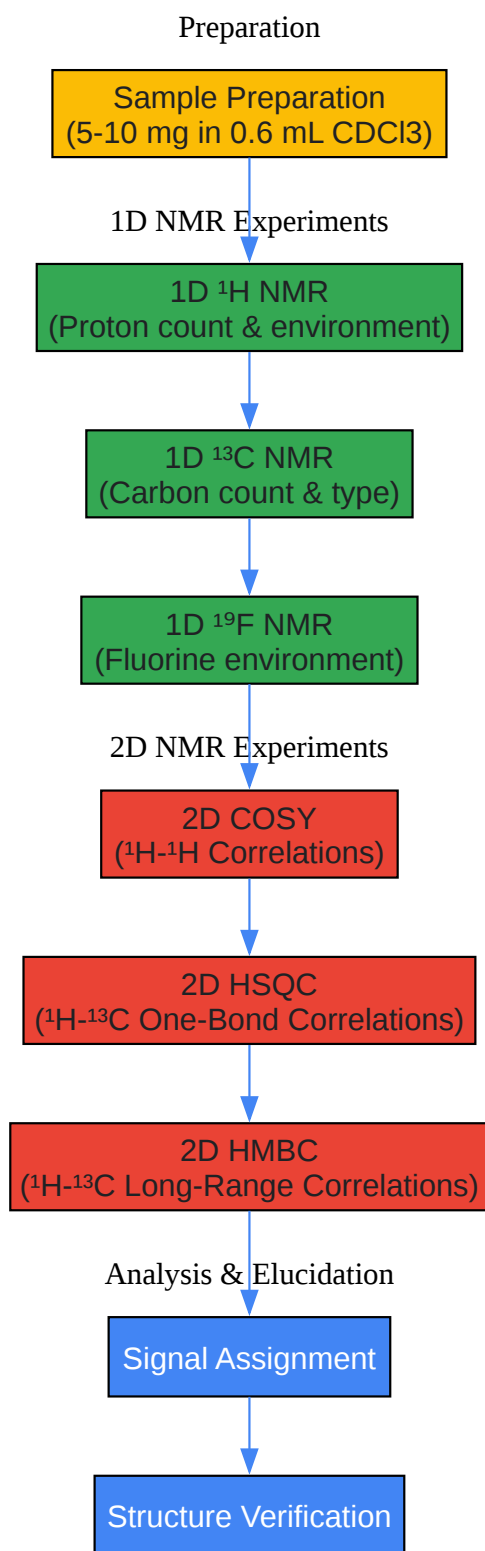 Preparation
Sample Preparation
(5-10 mg in 0.6 mL CDCl3)
1D NMR Experiments
1D ¹H NMR
(Proton count & environment)
1D ¹³C NMR
(Carbon count & type)
1D ¹⁹F NMR
(Fluorine environment)
2D NMR Experiments
2D COSY
(¹H-¹H Correlations)
2D HSQC
(¹H-¹³C One-Bond Correlations)
2D HMBC
(¹H-¹³C Long-Range Correlations)
Analysis & Elucidation
Signal Assignment
Structure Verification